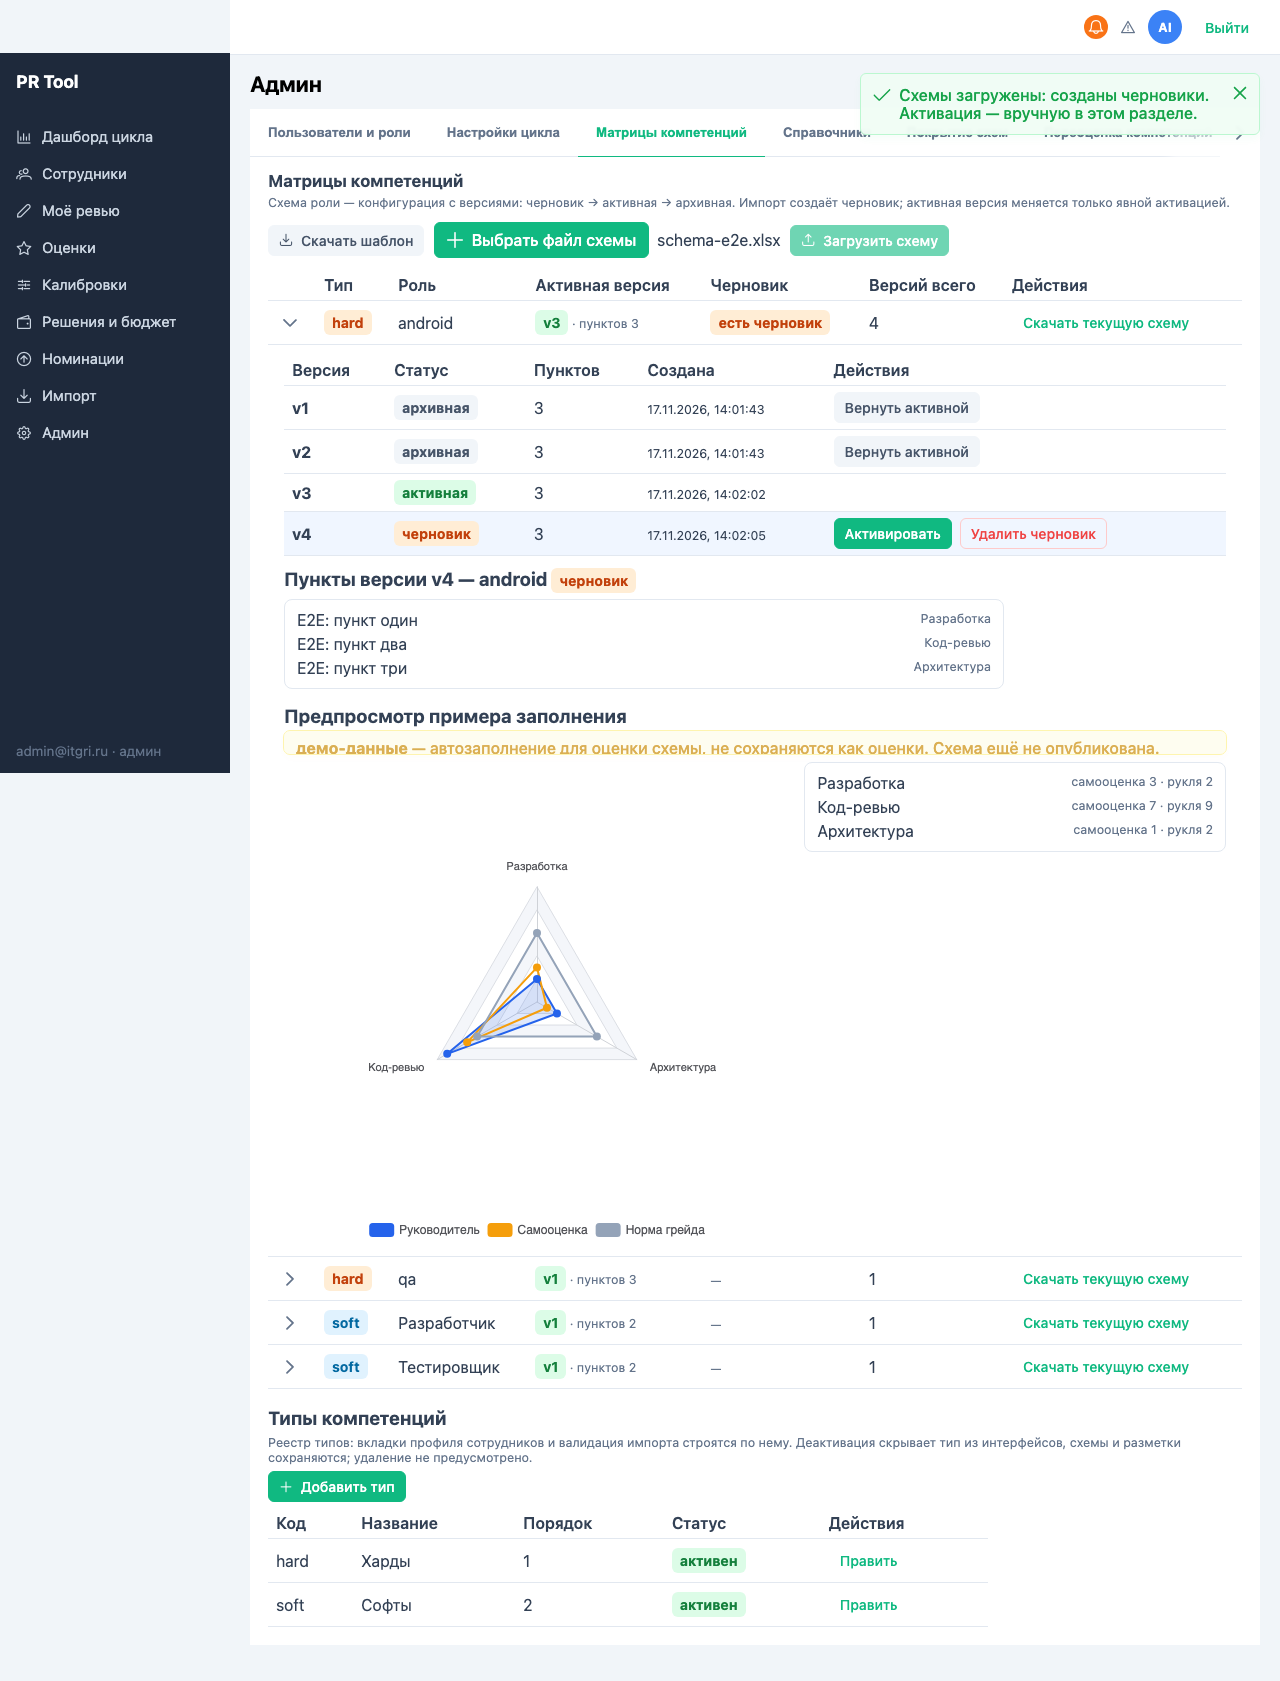 AI
Выйти
PR Tool
Дашборд цикла
Сотрудники
Моё ревью
Оценки
Калибровки
Решения и бюджет
Номинации
Импорт
Админ
admin@itgri.ru · админ
Админ
Схемы загружены: созданы черновики.
Активация — вручную в этом разделе.
Пользователи и роли Настройки цикла Матрицы компетенций Справочники
Матрицы компетенций
Схема роли — конфигурация с версиями: черновик → активная → архивная. Импорт создаёт черновик; активная версия меняется только явной активацией.
Скачать шаблон Выбрать файл схемы schema-e2e.xlsx Загрузить схему
Тип Роль Активная версия Черновик Версий всего Действия
hard android v3 · пунктов 3 есть черновик 4 Скачать текущую схему
Версия Статус Пунктов Создана Действия
v1 архивная 3 17.11.2026, 14:01:43 Вернуть активной
v2 архивная 3 17.11.2026, 14:01:43 Вернуть активной
v3 активная 3 17.11.2026, 14:02:02
v4 черновик 3 17.11.2026, 14:02:05 Активировать Удалить черновик
Пункты версии v4 — android черновик
E2E: пункт один Разработка
E2E: пункт два Код-ревью
E2E: пункт три Архитектура
Предпросмотр примера заполнения
демо-данные — автозаполнение для оценки схемы, не сохраняются как оценки. Схема ещё не опубликована.
Разработка самооценка 3 · рукля 2
Код-ревью самооценка 7 · рукля 9
Архитектура самооценка 1 · рукля 2
Разработка
Код-ревью
Архитектура
Руководитель Самооценка Норма грейда
hard qa v1 · пунктов 3 — 1 Скачать текущую схему
soft Разработчик v1 · пунктов 2 — 1 Скачать текущую схему
soft Тестировщик v1 · пунктов 2 — 1 Скачать текущую схему
Типы компетенций
Реестр типов: вкладки профиля сотрудников и валидация импорта строятся по нему. Деактивация скрывает тип из интерфейсов, схемы и разметки
сохраняются; удаление не предусмотрено.
Добавить тип
Код Название Порядок Статус Действия
hard Харды 1 активен Править
soft Софты 2 активен Править